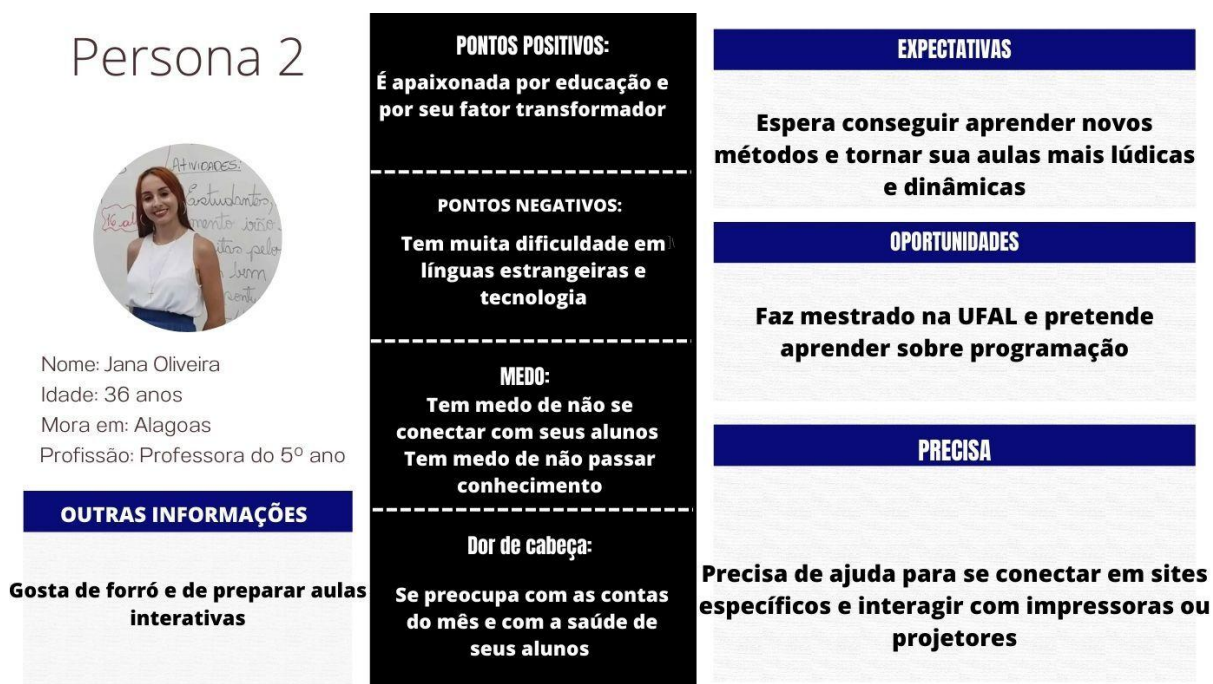 Persona 2
ATIVIDADES:
Estudantes,
Nome: Jana Oliveira
Idade: 36 anos
Mora em: Alagoas
Profissão: Professora do 5º ano
OUTRAS INFORMAÇÕES
Gosta de forró e de preparar aulas
interativas
PONTOS POSITIVOS:
É apaixonada por educação e
por seu fator transformador
PONTOS NEGATIVOS:
Tem muita dificuldade em
línguas estrangeiras e
tecnologia
MEDO:
Tem medo de não se
conectar com seus alunos
Tem medo de não passar
conhecimento
Dor de cabeça:
Se preocupa com as contas
do mês e com a saúde de
seus alunos
EXPECTATIVAS
Espera conseguir aprender novos
métodos e tornar sua aulas mais lúdicas
e dinâmicas
OPORTUNIDADES
Faz mestrado na UFAL e pretende
aprender sobre programação
PRECISA
Precisa de ajuda para se conectar em sites
específicos e interagir com impressoras ou
projetores